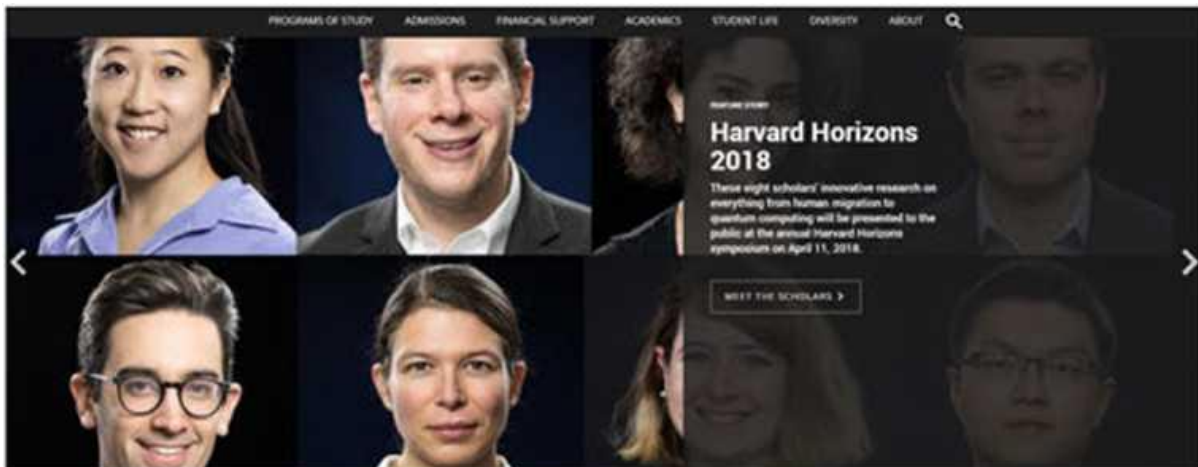 PROGRAMS OF STUDY ADMISSIONS FINANCIAL SUPPORT ACADEMICS STUDENT LIFE DIVERSITY ABOUT
FEATURE STORY
Harvard Horizons
2018
These eight scholars' innovative research on
everything from human migration to
quantum computing will be presented to the
public at the annual Harvard Horizons
symposium on April 11, 2018.
MEET THE SCHOLARS >